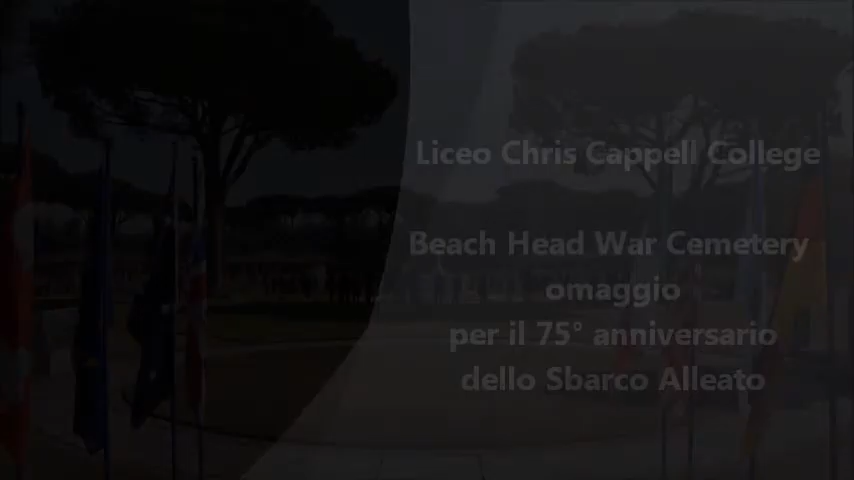 Liceo Chris Cappell College
Beach Head War Cemetery
omaggio
per il 75° anniversario
dello Sbarco Alleato